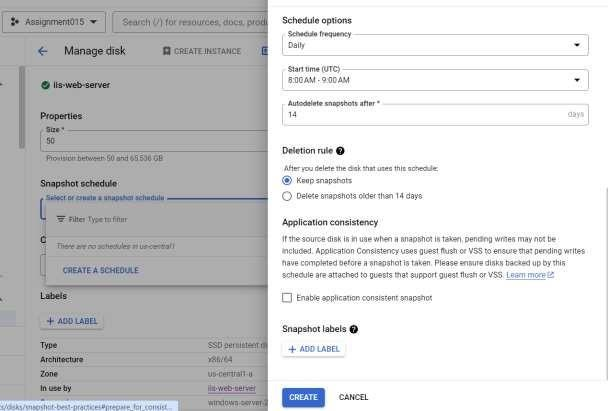 Assignment015
Search (/) for resources, docs, produ
Manage disk
CREATE INSTANCE
iis-web-server
Properties
Size *
50
Provision between 50 and 65,536 GB
Snapshot schedule
Select or create a snapshot schedule
Filter Type to filter
There are no schedules in us-central1
CREATE A SCHEDULE
Labels
+ ADD LABEL
Type SSD persistent di
Architecture x86/64
Zone us-central1-a
In use by iis-web-server
windows-server-2
s/disks/snapshot-best-practices#prepare_for_consist...
Schedule options
Schedule frequency
Daily
Start time (UTC)
8:00 AM - 9:00 AM
Autodelete snapshots after *
14 days
Deletion rule
After you delete the disk that uses this schedule:
Keep snapshots
Delete snapshots older than 14 days
Application consistency
If the source disk is in use when a snapshot is taken, pending writes may not be
included. Application Consistency uses guest flush or VSS to ensure that pending writes
have completed before a snapshot is taken. Please ensure disks backed up by this
schedule are attached to guests that support guest flush or VSS. Learn more
Enable application consistent snapshot
Snapshot labels
+ ADD LABEL
CREATE CANCEL